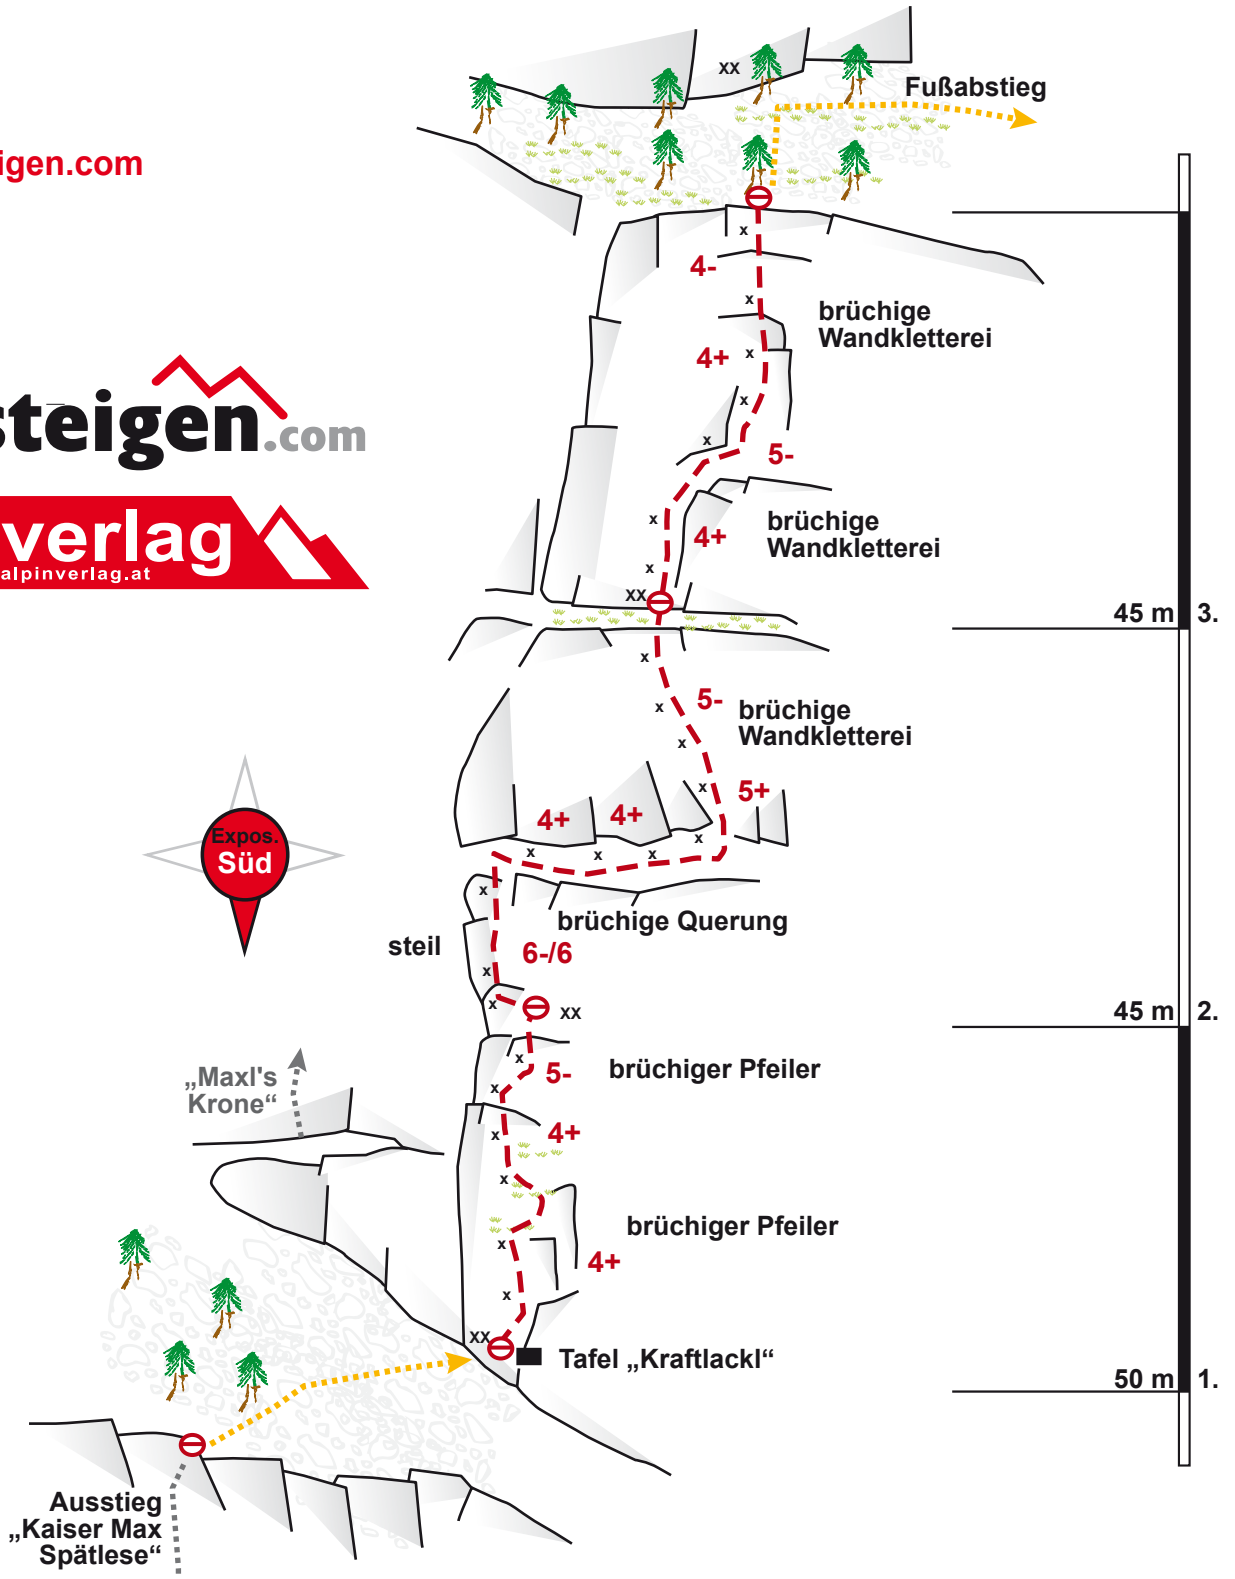 xx
Fußabstieg
igen.com
x
4-
x
brüchige
Wandkletterei
4+
x
x
steigen.com
x
5-
verlag
alpinverlag.at
x
brüchige
Wandkletterei
4+
x
xx
45 m
3.
x
5-
x
brüchige
Wandkletterei
x
x
5+
4+
4+
Expos.
Süd
x
x
x
x
x
brüchige Querung
steil
6-/6
x
x
xx
45 m
2.
x
5-
brüchiger Pfeiler
x
„Maxl's
Krone“
x
4+
x
brüchiger Pfeiler
x
4+
x
xx
Tafel „Kraftlackl“
50 m
1.
Ausstieg
„Kaiser Max
Spätlese“